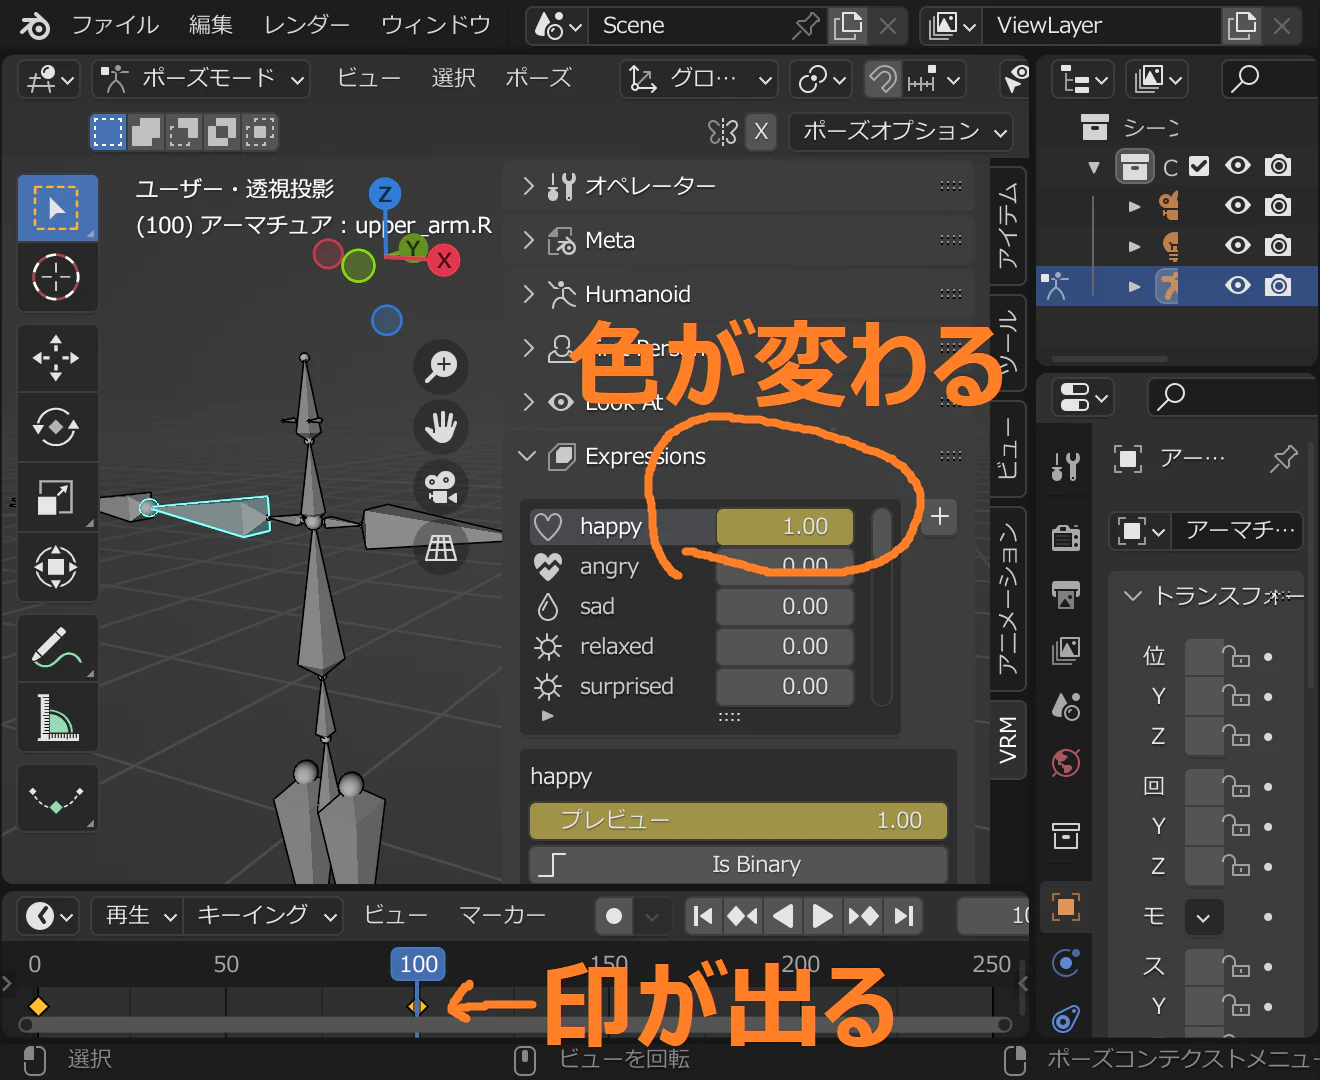 ファイル 編集 レンダー ウィンドウ Scene ViewLayer
ポーズモード ビュー 選択 ポーズ グロ…
X ポーズオプション
シーン
C
ユーザー・透視投影
(100) アーマチュア : upper_arm.R
Z
Y
X
オペレーター
Meta
Humanoid
色が変わる
Look At
Expressions
happy 1.00
angry 0.00
sad 0.00
relaxed 0.00
surprised 0.00
happy
プレビュー 1.00
Is Binary
アイテム
ツール
ビュー
アニメーション
VRM
アー…
アーマチ…
トランスフォー
位
Y
Z
回
Y
Z
モ
ス
Y
再生 キーイング ビュー マーカー 10
0 50 100 150 200 250
←印が出る
選択 ビューを回転 ポーズコンテクストメニュー